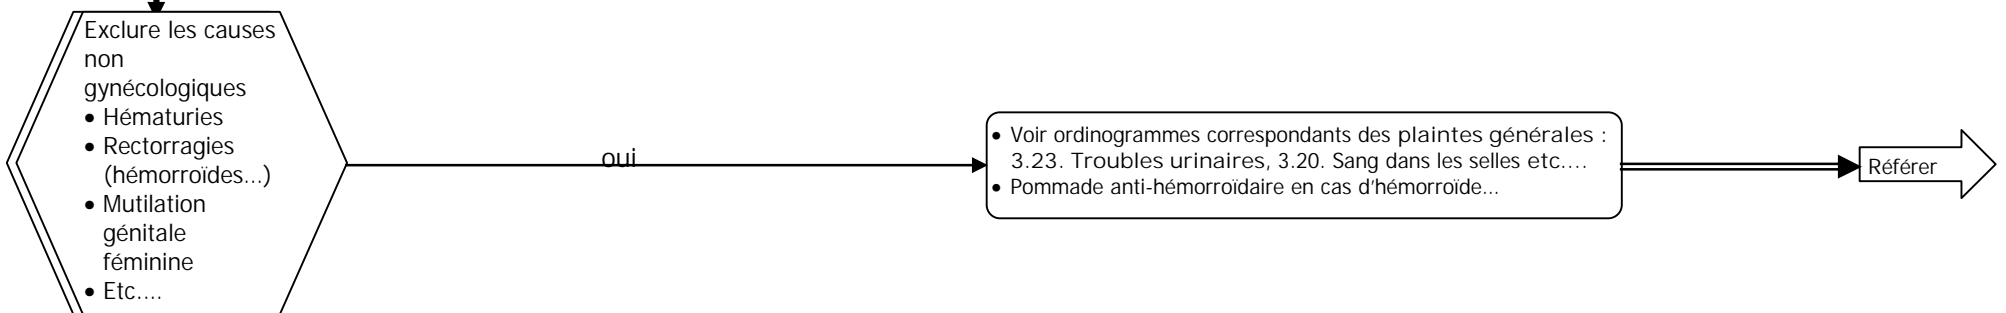 Exclure les causes
non
gynécologiques
• Hématuries
• Rectorragies
(hémorroïdes...)
• Mutilation
génitale
féminine
• Etc....
oui
• Voir ordinogrammes correspondants des plaintes générales :
3.23. Troubles urinaires, 3.20. Sang dans les selles etc....
• Pommade anti-hémorroïdaire en cas d'hémorroïde...
Référer